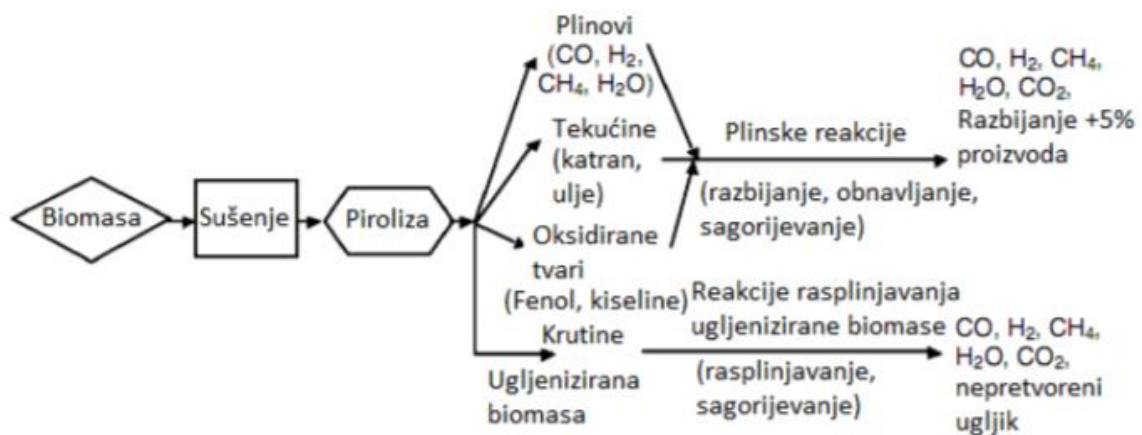 Biomasa
Sušenje
Piroliza
Plinovi
(CO, H₂,
CH₄, H₂O)
Tekućine
(katran,
ulje)
Oksidirane
tvari
(Fenol, kiseline)
Krutine
Ugljenizirana
biomasa
Plinske reakcije
(razbijanje, obnavljanje,
sagorijevanje)
Reakcije rasplinjavanja
ugljenizirane biomase
(rasplinjavanje,
sagorijevanje)
CO, H₂, CH₄,
H₂O, CO₂,
Razbijanje +5%
proizvoda
CO, H₂, CH₄,
H₂O, CO₂,
nepretvoreni
ugljik